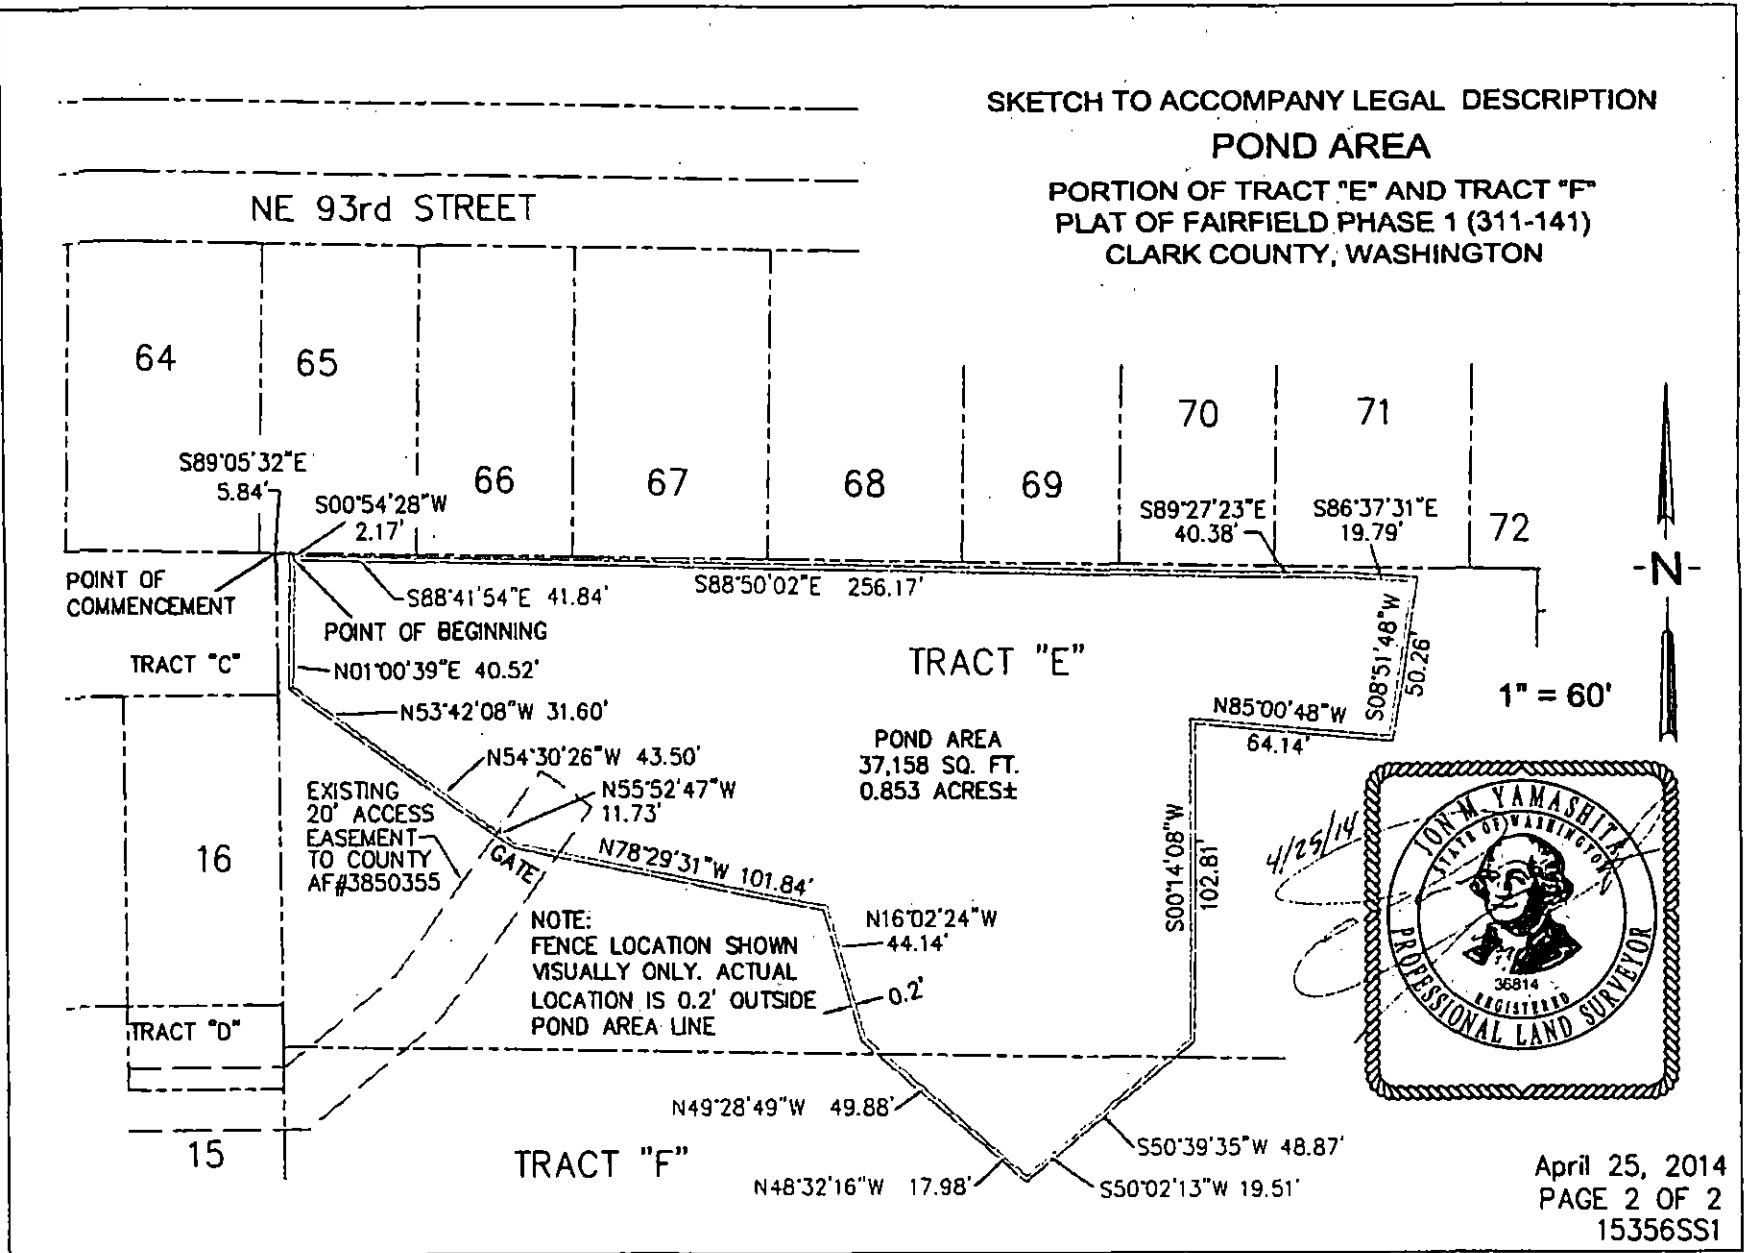 SKETCH TO ACCOMPANY LEGAL DESCRIPTION
POND AREA
PORTION OF TRACT "E" AND TRACT "F"
PLAT OF FAIRFIELD PHASE 1 (311-141)
CLARK COUNTY, WASHINGTON
NE 93rd STREET
64
65
66
67
68
69
70
71
72
S89°05'32"E
5.84'
S00°54'28"W
2.17'
S89°27'23"E
40.38'
S86°37'31"E
19.79'
POINT OF
COMMENCEMENT
S88°41'54"E 41.84'
S88°50'02"E 256.17'
POINT OF BEGINNING
-N-
TRACT "C"
N01°00'39"E 40.52'
TRACT "E"
S08°51'48"W
50.26'
1" = 60'
N53°42'08"W 31.60'
N85°00'48"W
64.14'
N54°30'26"W 43.50'
POND AREA
37,158 SQ. FT.
0.853 ACRES±
EXISTING
20' ACCESS
EASEMENT
TO COUNTY
AF#3850355
N55°52'47"W
11.73'
16
GATE
N78°29'31"W 101.84'
S00°14'08"W
102.81'
4/25/14
JON M. YAMASHITA
STATE OF WASHINGTON
36814
REGISTERED
PROFESSIONAL LAND SURVEYOR
NOTE:
FENCE LOCATION SHOWN
VISUALLY ONLY. ACTUAL
LOCATION IS 0.2' OUTSIDE
POND AREA LINE
N16°02'24"W
44.14'
0.2'
TRACT "D"
N49°28'49"W 49.88'
15
TRACT "F"
S50°39'35"W 48.87'
N48°32'16"W 17.98'
S50°02'13"W 19.51'
April 25, 2014
PAGE 2 OF 2
15356SS1